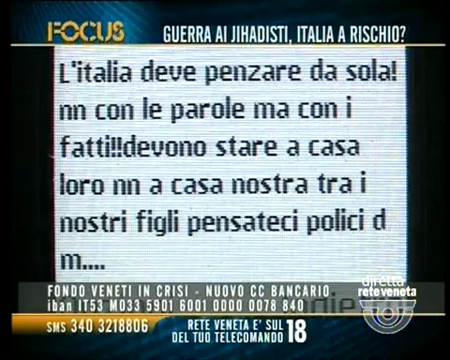 FOCUS
GUERRA AI JIHADISTI, ITALIA A RISCHIO?
L'italia deve penzare da sola!
nn con le parole ma con i
fatti!!devono stare a casa
loro nn a casa nostra tra i
nostri figli pensateci polici d
m....
FONDO VENETI IN CRISI - NUOVO CC BANCARIO
iban IT53 M033 5901 6001 0000 0078 840
diretta
reteveneta
SMS 340 3218806
RETE VENETA E' SUL
DEL TUO TELECOMANDO 18